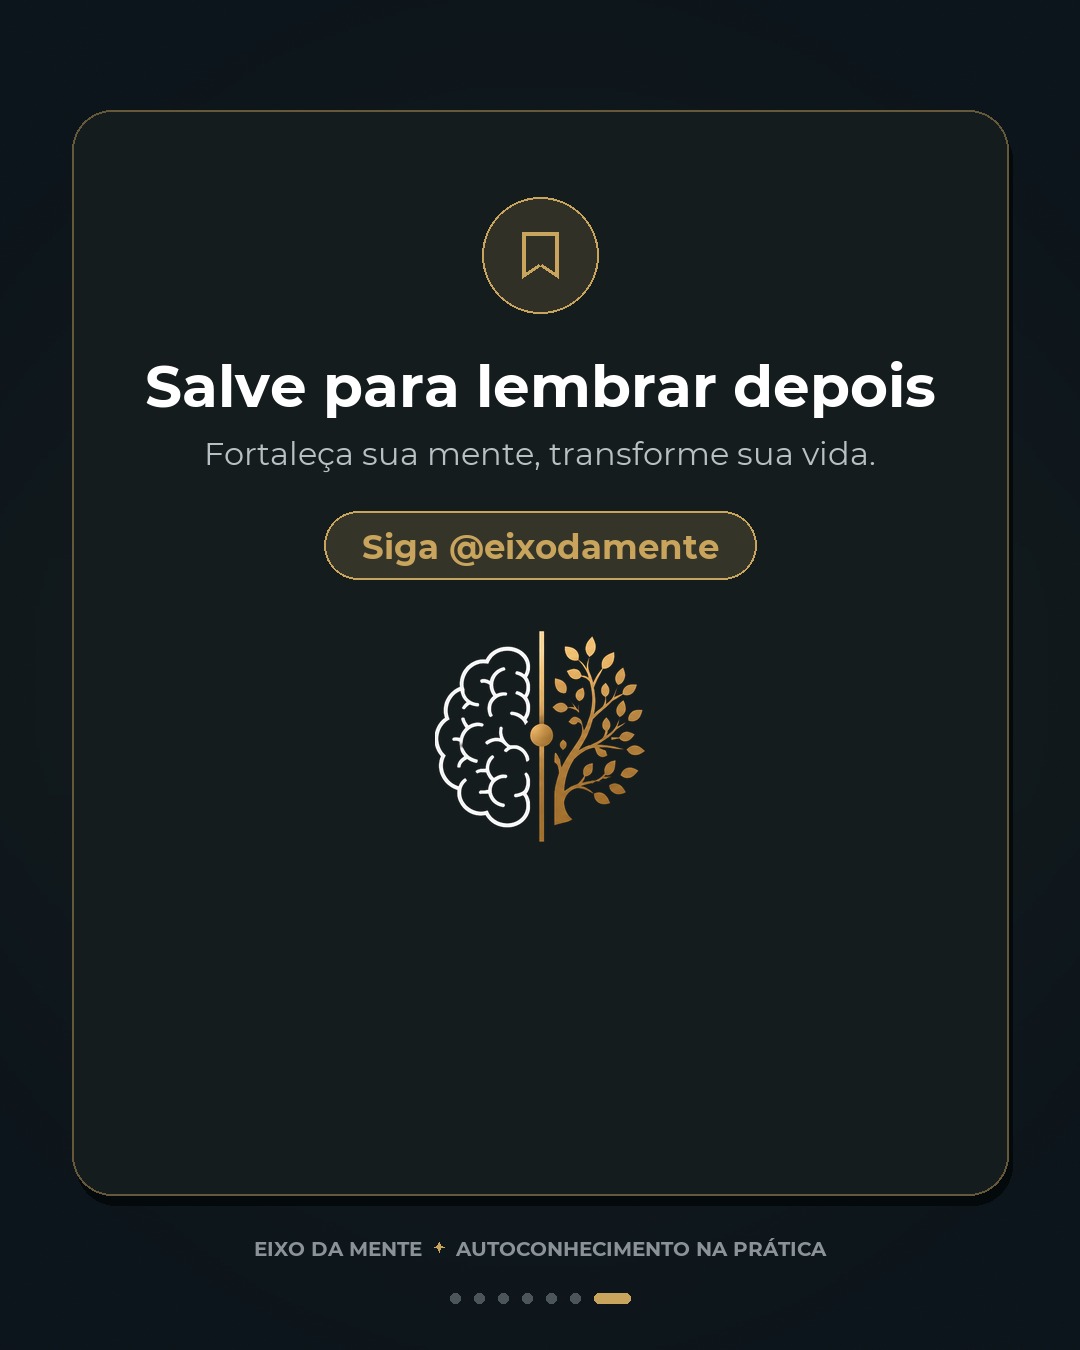 Salve para lembrar depois
Fortaleça sua mente, transforme sua vida.
Siga @eixodamente
EIXO DA MENTE ✦ AUTOCONHECIMENTO NA PRÁTICA